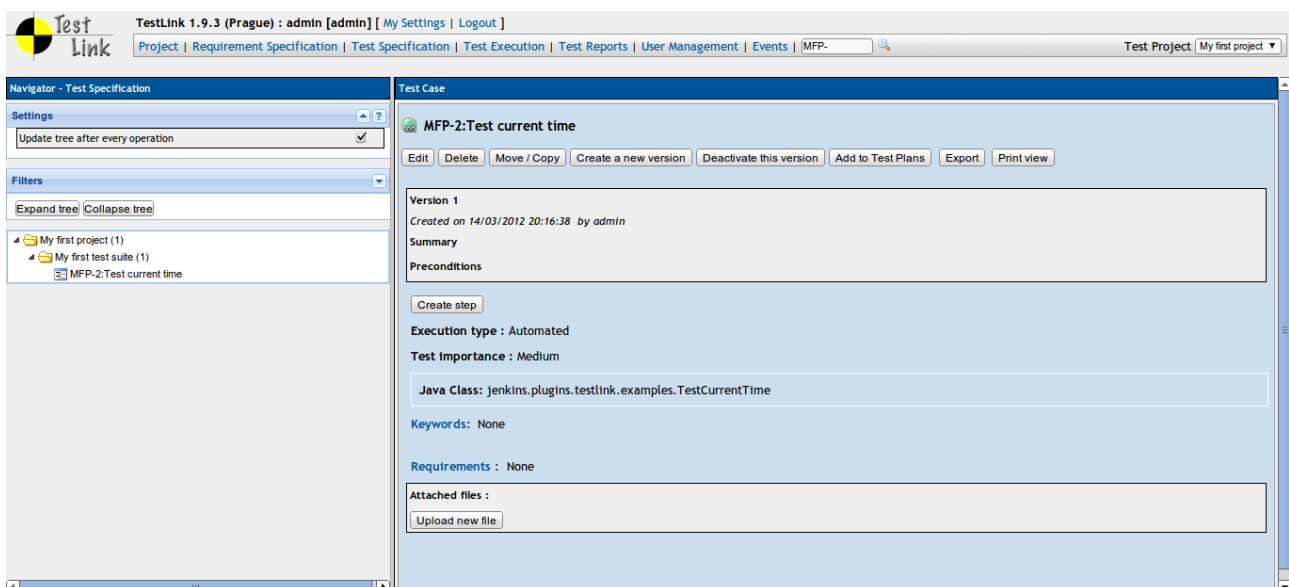 Test Link
TestLink 1.9.3 (Prague) : admin [admin] [ My Settings | Logout ]
Project | Requirement Specification | Test Specification | Test Execution | Test Reports | User Management | Events | MFP-
Test Project My first project
Navigator - Test Specification
Settings ?
Update tree after every operation
Filters
Expand tree Collapse tree
My first project (1)
My first test suite (1)
MFP-2:Test current time
Test Case
MFP-2:Test current time
Edit Delete Move / Copy Create a new version Deactivate this version Add to Test Plans Export Print view
Version 1
Created on 14/03/2012 20:16:38 by admin
Summary
Preconditions
Create step
Execution type : Automated
Test importance : Medium
Java Class: jenkins.plugins.testlink.examples.TestCurrentTime
Keywords: None
Requirements : None
Attached files :
Upload new file